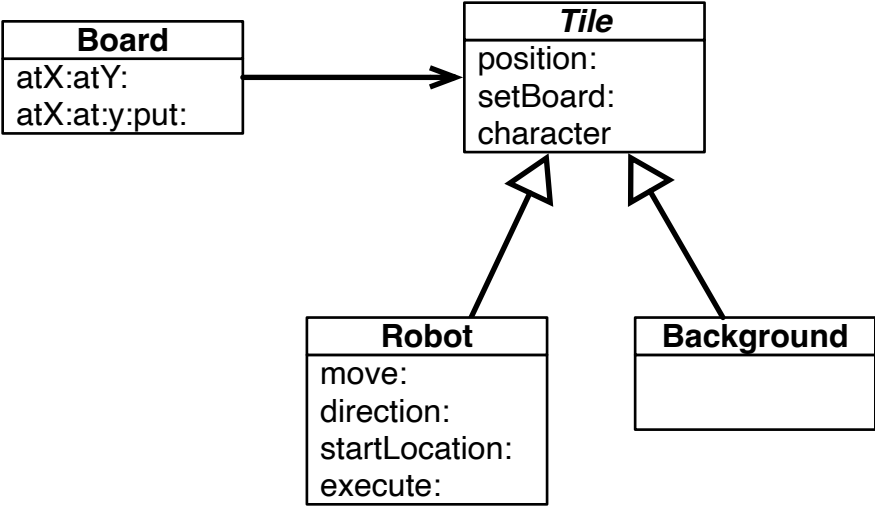 Board
atX:atY:
atX:at:y:put:
Tile
position:
setBoard:
character
Robot
move:
direction:
startLocation:
execute:
Background